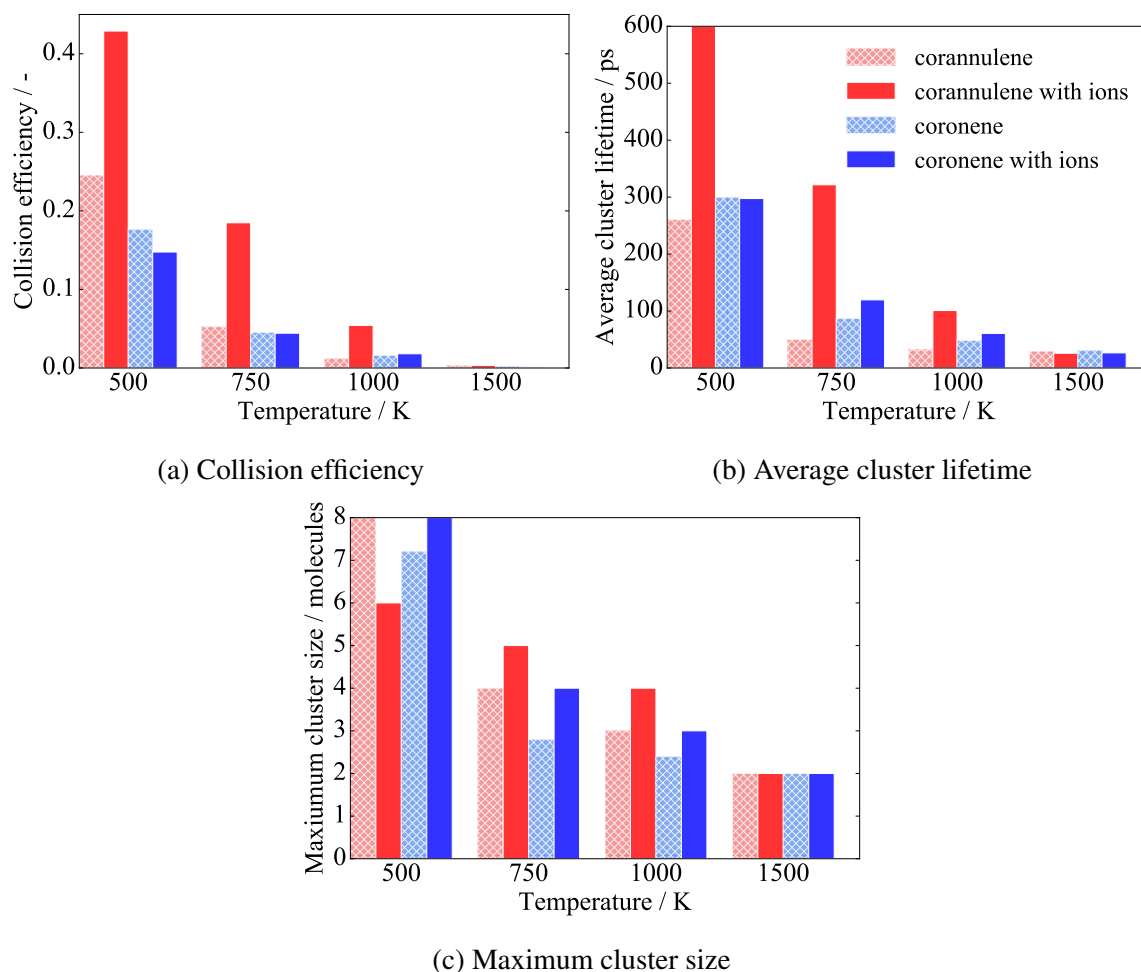 Collision efficiency / -
0.4
0.3
0.2
0.1
0.0
500 750 1000 1500
Temperature / K
(a) Collision efficiency
Average cluster lifetime / ps
600
500
400
300
200
100
0
corannulene
corannulene with ions
coronene
coronene with ions
500 750 1000 1500
Temperature / K
(b) Average cluster lifetime
Maxiumum cluster size / molecules
8
7
6
5
4
3
2
1
0
500 750 1000 1500
Temperature / K
(c) Maximum cluster size